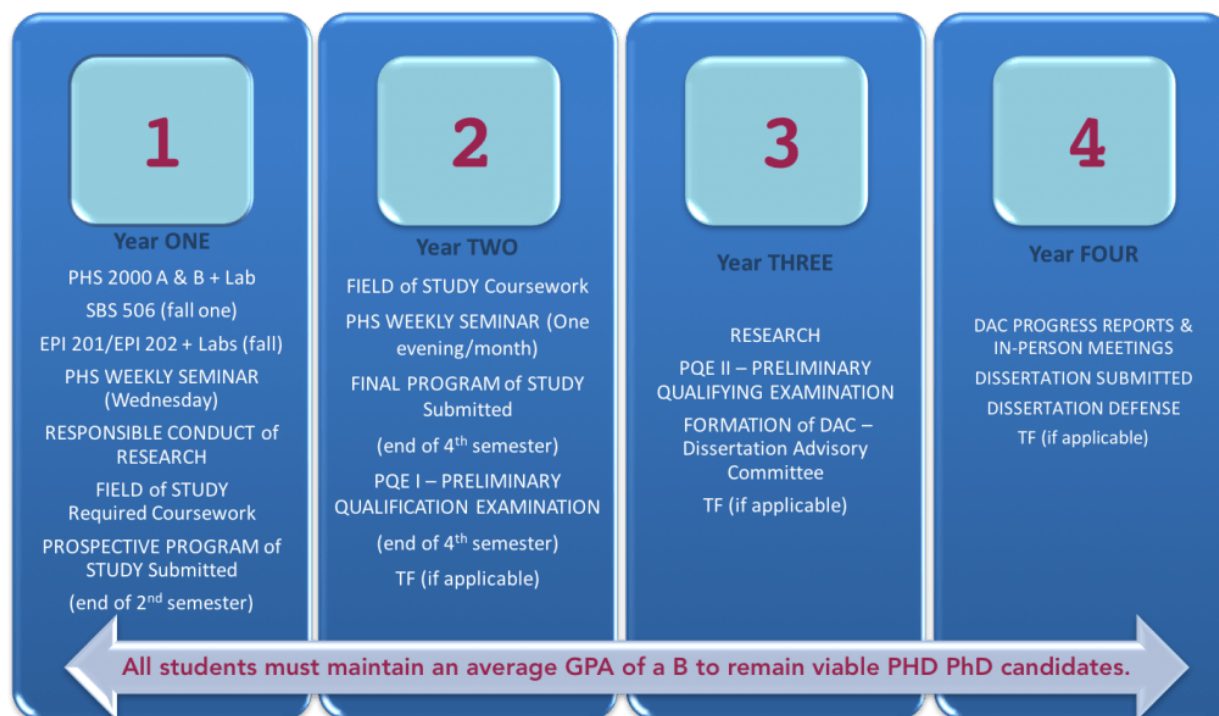 1
Year ONE
PHS 2000 A & B + Lab
SBS 506 (fall one)
EPI 201/EPI 202 + Labs (fall)
PHS WEEKLY SEMINAR
(Wednesday)
RESPONSIBLE CONDUCT of
RESEARCH
FIELD of STUDY
Required Coursework
PROSPECTIVE PROGRAM of
STUDY Submitted
(end of 2nd semester)
2
Year TWO
FIELD of STUDY Coursework
PHS WEEKLY SEMINAR (One
evening/month)
FINAL PROGRAM of STUDY
Submitted
(end of 4th semester)
PQE I – PRELIMINARY
QUALIFICATION EXAMINATION
(end of 4th semester)
TF (if applicable)
3
Year THREE
RESEARCH
PQE II – PRELIMINARY
QUALIFYING EXAMINATION
FORMATION of DAC –
Dissertation Advisory
Committee
TF (if applicable)
4
Year FOUR
DAC PROGRESS REPORTS &
IN-PERSON MEETINGS
DISSERTATION SUBMITTED
DISSERTATION DEFENSE
TF (if applicable)
All students must maintain an average GPA of a B to remain viable PHD PhD candidates.